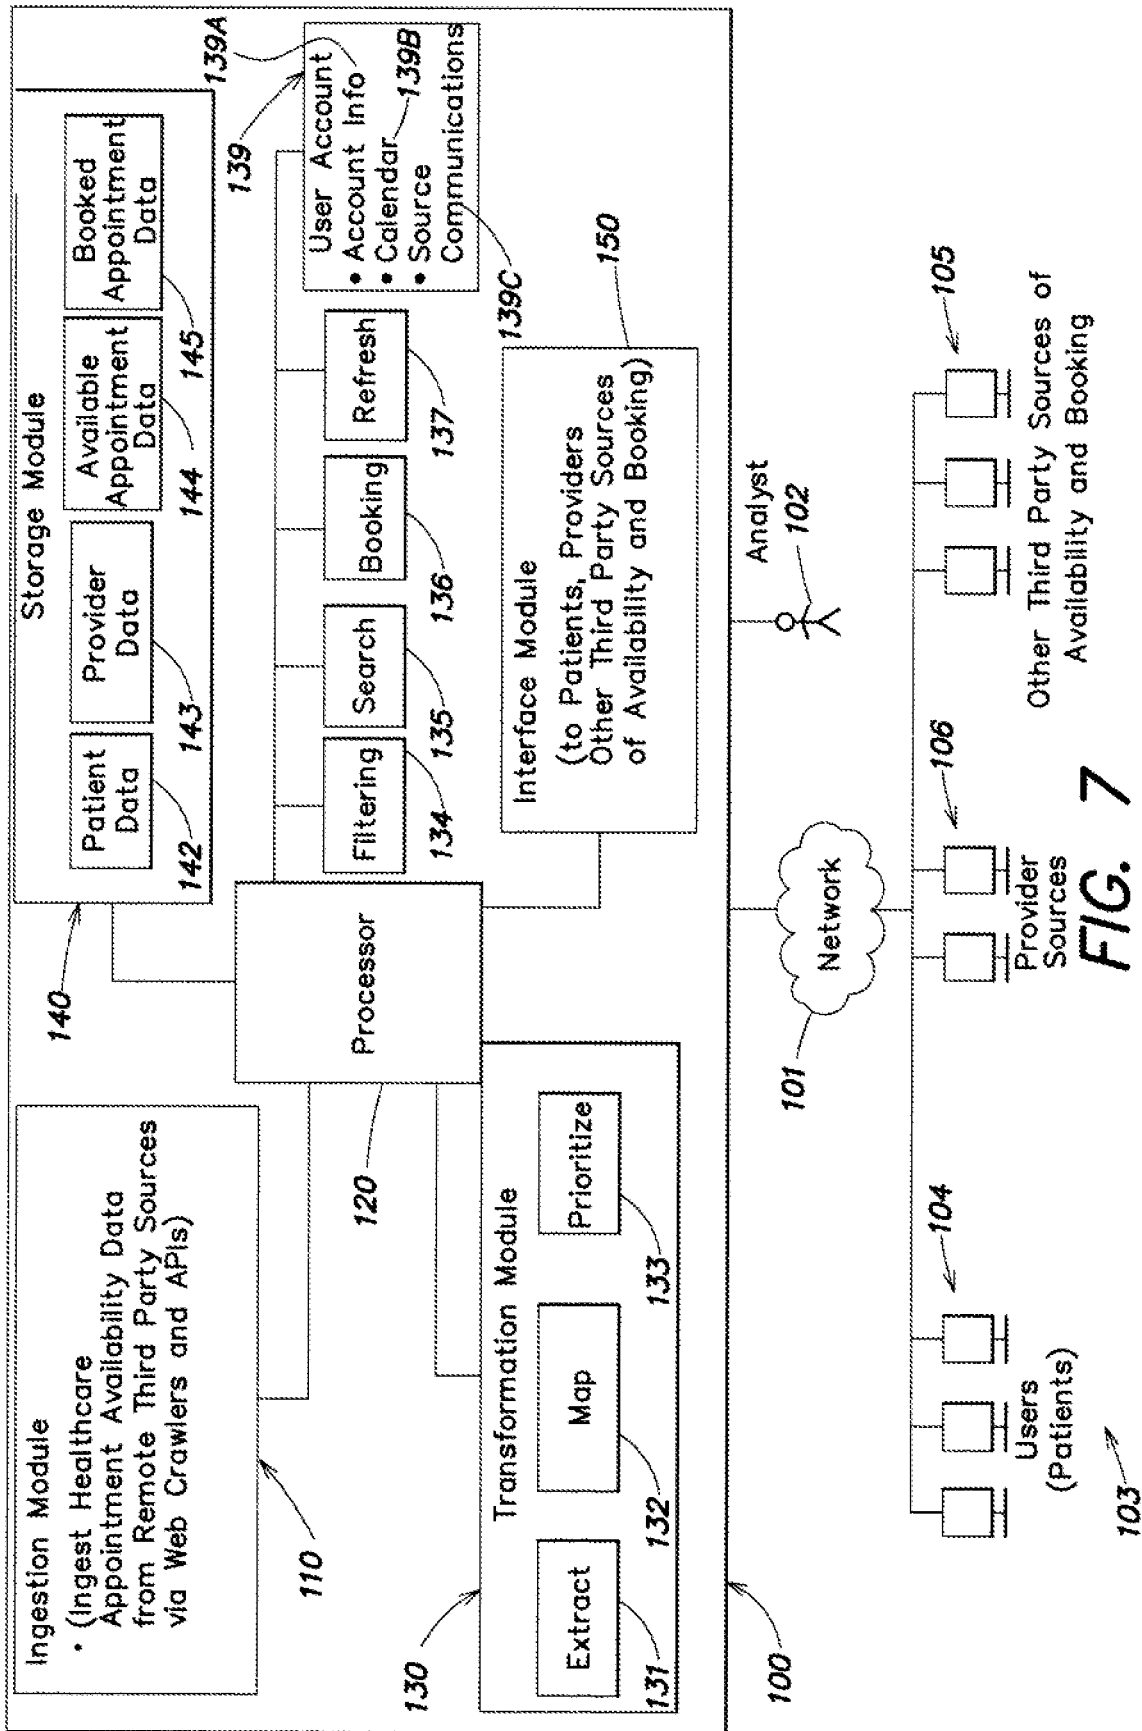 Ingestion Module
• (Ingest Healthcare
Appointment Availability Data
from Remote Third Party Sources
via Web Crawlers and APIs)
110
140
Storage Module
Patient
Data
142
Provider
Data
143
Available
Appointment
Data
144
Booked
Appointment
Data
145
Processor
120
Filtering
134
Search
135
Booking
136
Refresh
137
139
139A
User Account
• Account Info
• Calendar
139B
• Source
Communications
139C
130
Transformation Module
Extract
131
Map
132
Prioritize
133
Interface Module
(to Patients, Providers
Other Third Party Sources
of Availability and Booking)
150
100
Network
101
Analyst
102
104
Users
(Patients)
103
106
Provider
Sources
105
Other Third Party Sources of
Availability and Booking
FIG. 7